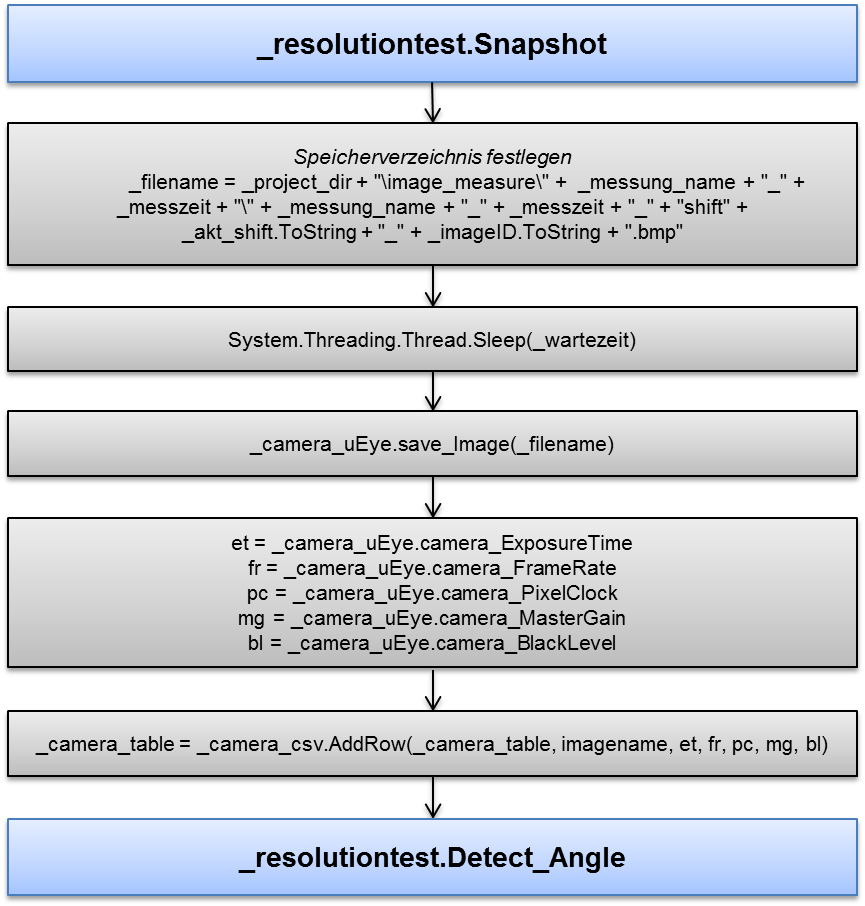 _resolutiontest.Snapshot
Speicherverzeichnis festlegen
_filename = _project_dir + "\image_measure\" + _messung_name + "_" +
_messzeit + "\" + _messung_name + "_" + _messzeit + "_" + "shift" +
_akt_shift.ToString + "_" + _imageID.ToString + ".bmp"
System.Threading.Thread.Sleep(_wartezeit)
_camera_uEye.save_Image(_filename)
et = _camera_uEye.camera_ExposureTime
fr = _camera_uEye.camera_FrameRate
pc = _camera_uEye.camera_PixelClock
mg = _camera_uEye.camera_MasterGain
bl = _camera_uEye.camera_BlackLevel
_camera_table = _camera_csv.AddRow(_camera_table, imagename, et, fr, pc, mg, bl)
_resolutiontest.Detect_Angle